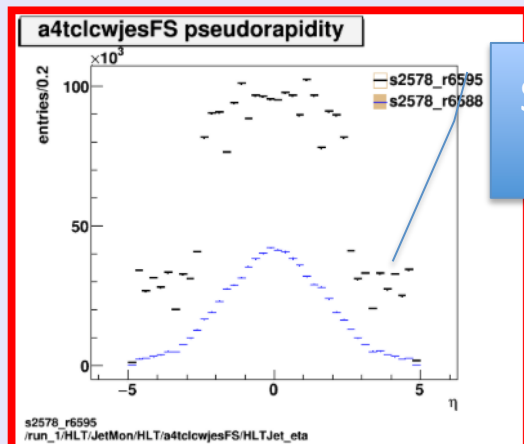 a4tclcwjesFS pseudorapidity
×10³
entries/0.2
100
50
0
s2578_r6595
s2578_r6588
−5
0
5
η
s2578_r6595
/run_1/HLT/JetMon/HLT/a4tclcwjesFS/HLTJet_eta